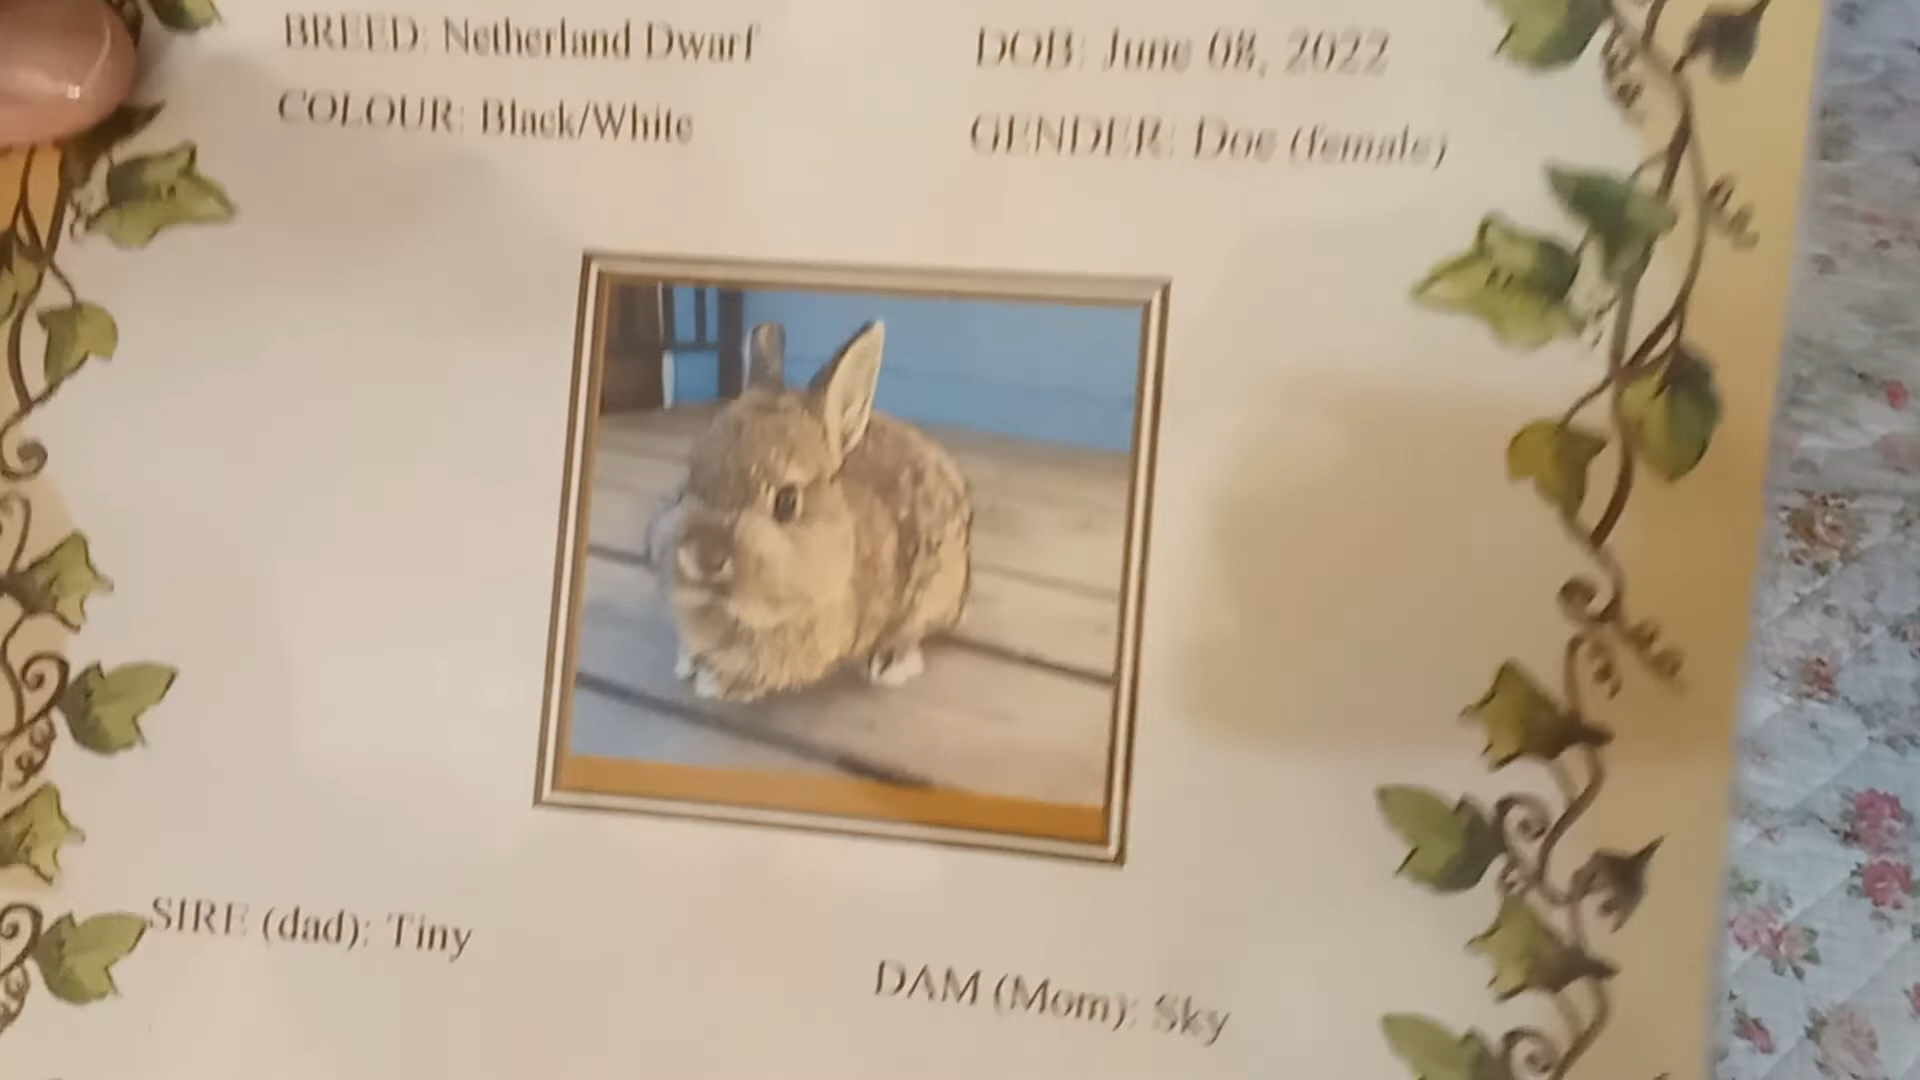 BREED: Netherland Dwarf
DOB: June 08, 2022
COLOUR: Black/White
GENDER: Doe (female)
SIRE (dad): Tiny
DAM (Mom): Sky